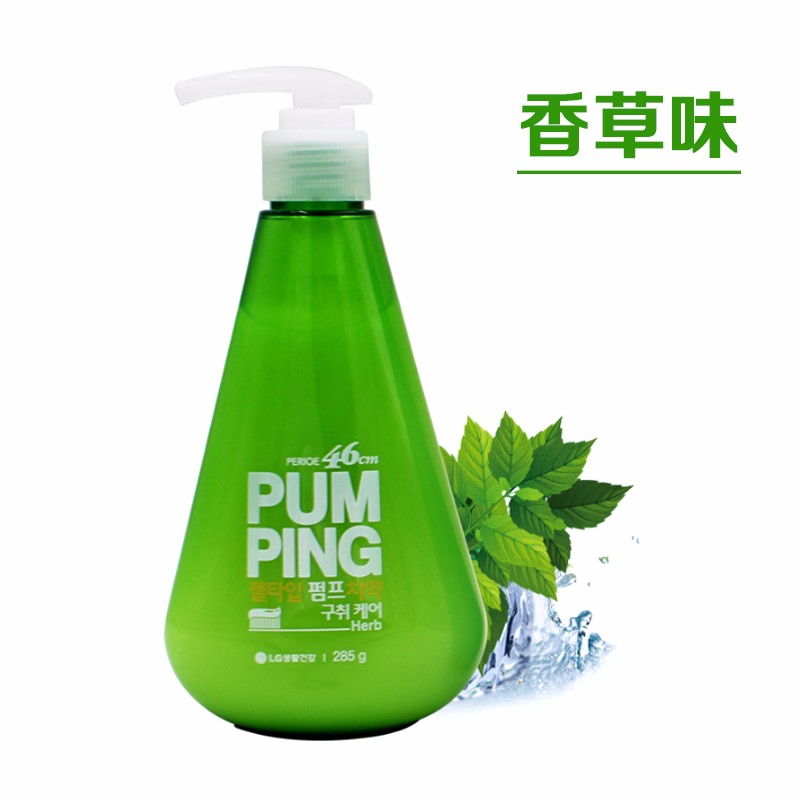 香草味
PERIOE 46cm
PUM
PING
젤타입 펌프 치약
구취 케어
Herb
LG생활건강 | 285 g